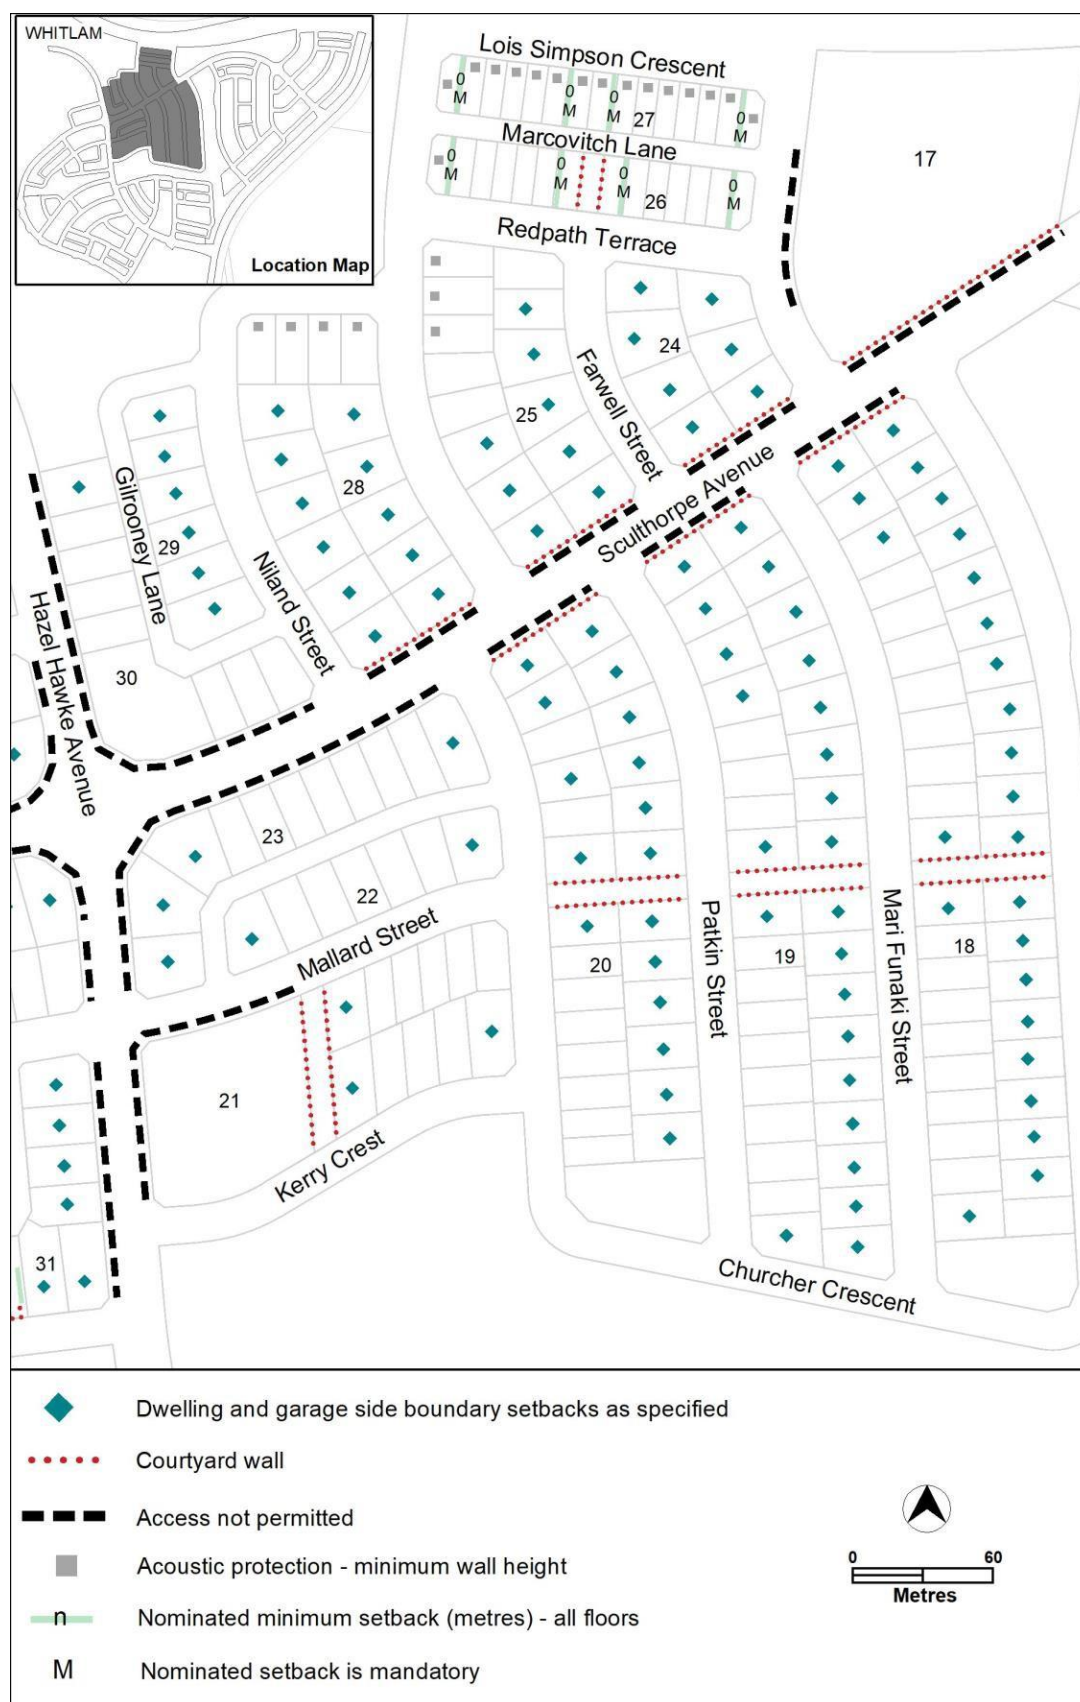 WHITLAM
Location Map
Lois Simpson Crescent
0
M
0
M
0
M
0
M
27
Marcovitch Lane
0
M
0
M
0
M
0
M
26
17
Redpath Terrace
24
Farwell Street
25
28
Sculthorpe Avenue
Gilrooney Lane
29
Niland Street
Hazel Hawke Avenue
30
23
22
Mallard Street
Patkin Street
Mari Funaki Street
20
19
18
21
Kerry Crest
31
Churcher Crescent
Dwelling and garage side boundary setbacks as specified
Courtyard wall
Access not permitted
Acoustic protection - minimum wall height
n Nominated minimum setback (metres) - all floors
M Nominated setback is mandatory
0 60
Metres